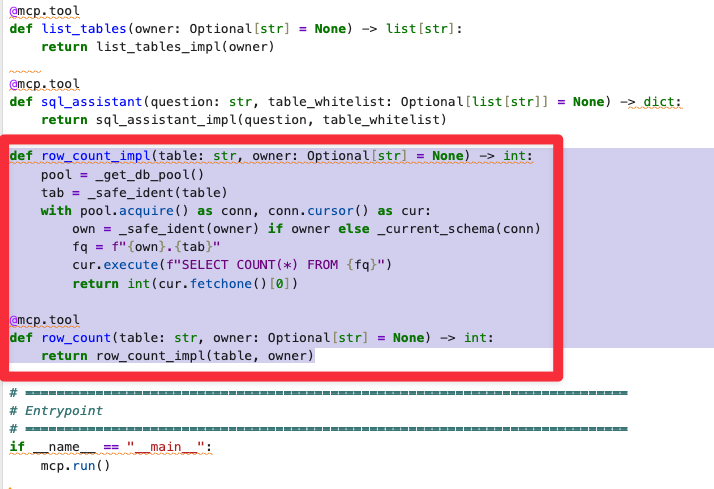 @mcp.tool
def list_tables(owner: Optional[str] = None) -> list[str]:
    return list_tables_impl(owner)
@mcp.tool
def sql_assistant(question: str, table_whitelist: Optional[list[str]] = None) -> dict:
    return sql_assistant_impl(question, table_whitelist)
def row_count_impl(table: str, owner: Optional[str] = None) -> int:
    pool = _get_db_pool()
    tab = _safe_ident(table)
    with pool.acquire() as conn, conn.cursor() as cur:
        own = _safe_ident(owner) if owner else _current_schema(conn)
        fq = f"{own}.{tab}"
        cur.execute(f"SELECT COUNT(*) FROM {fq}")
        return int(cur.fetchone()[0])
@mcp.tool
def row_count(table: str, owner: Optional[str] = None) -> int:
    return row_count_impl(table, owner)
# =============================================================================
# Entrypoint
# =============================================================================
if __name__ == "__main__":
    mcp.run()